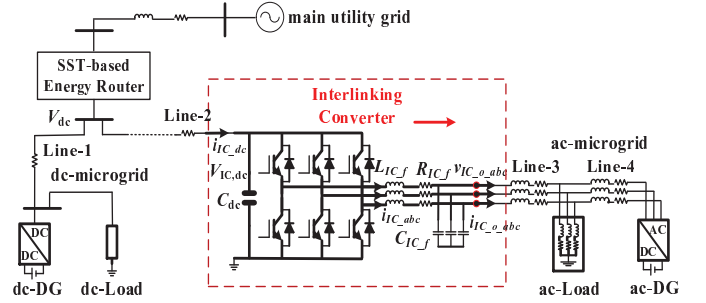 main utility grid
SST-based
Energy Router
V_dc
Line-2
Line-1
dc-microgrid
DC
DC
dc-DG
dc-Load
Interlinking
Converter
i_IC_dc
V_IC,dc
C_dc
L_IC_f
R_IC_f
v_IC_o_abc
i_IC_abc
C_IC_f
i_IC_o_abc
ac-microgrid
Line-3
Line-4
AC
DC
ac-Load
ac-DG